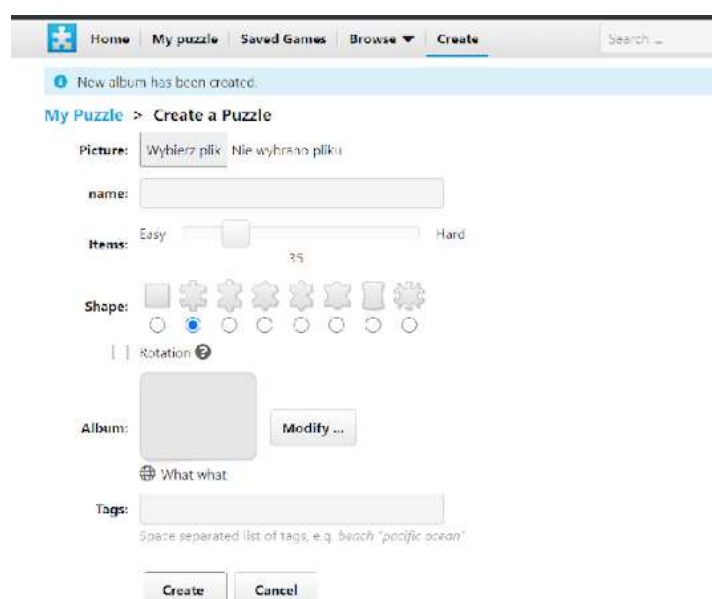 Home My puzzle Saved Games Browse Create Search ...
New album has been created.
My Puzzle > Create a Puzzle
Picture: Wybierz plik Nie wybrano pliku
name:
Items: Easy Hard
35
Shape:
Rotation
Album: Modify ...
What what
Tags:
Space separated list of tags, e.g. beach "pacific ocean"
Create Cancel